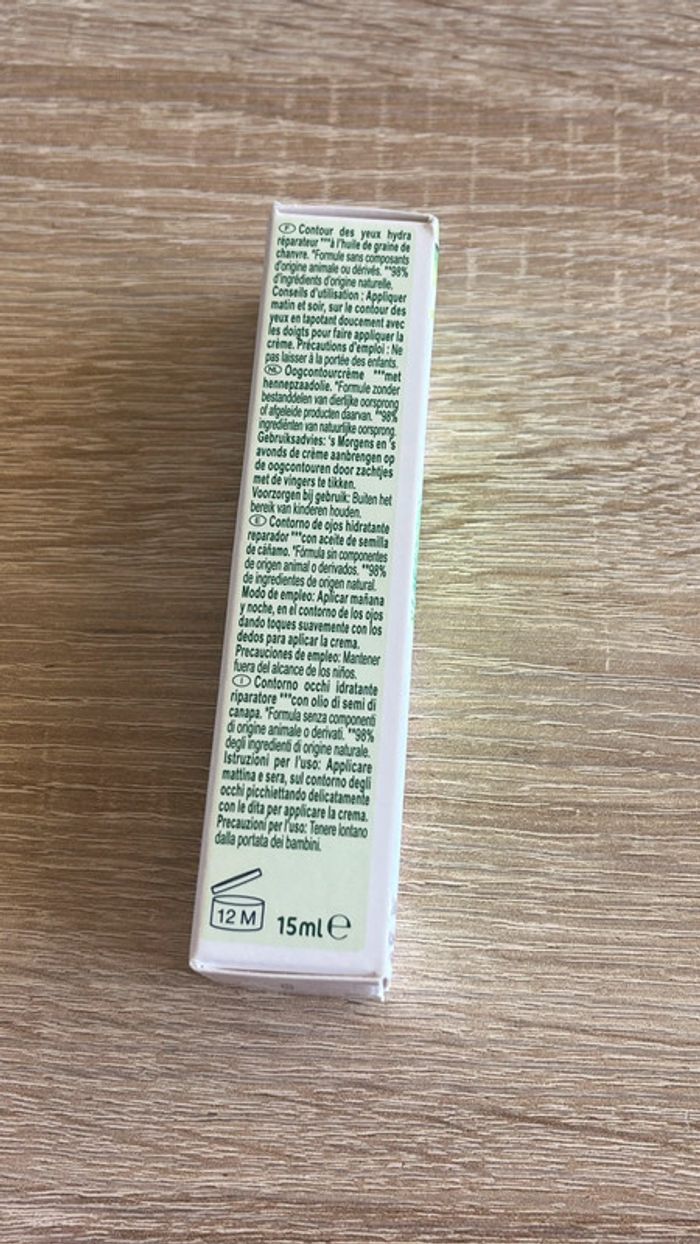 F Contour des yeux hydra
réparateur ***à l'huile de graine de
chanvre. *Formule sans composants
d'origine animale ou dérivés. **98%
d'ingrédients d'origine naturelle.
Conseils d'utilisation : Appliquer
matin et soir, sur le contour des
yeux en tapotant doucement avec
les doigts pour faire appliquer la
crème. Précautions d'emploi : Ne
pas laisser à la portée des enfants.
NL Oogcontourcrème ***met
hennepzaadolie. *Formule zonder
bestanddelen van dierlijke oorsprong
of afgeleide producten daarvan. **98%
ingrediënten van natuurlijke oorsprong.
Gebruiksadvies: 's Morgens en 's
avonds de crème aanbrengen op
de oogcontouren door zachtjes
met de vingers te tikken.
Voorzorgen bij gebruik: Buiten het
bereik van kinderen houden.
E Contorno de ojos hidratante
reparador ***con aceite de semilla
de cáñamo. *Fórmula sin componentes
de origen animal o derivados. **98%
de ingredientes de origen natural.
Modo de empleo: Aplicar mañana
y noche, en el contorno de los ojos
dando toques suavemente con los
dedos para aplicar la crema.
Precauciones de empleo: Mantener
fuera del alcance de los niños.
I Contorno occhi idratante
riparatore ***con olio di semi di
canapa. *Formula senza componenti
di origine animale o derivati. **98%
degli ingredienti di origine naturale.
Istruzioni per l'uso: Applicare
mattina e sera, sul contorno degli
occhi picchiettando delicatamente
con le dita per applicare la crema.
Precauzioni per l'uso: Tenere lontano
dalla portata dei bambini.
12 M
15ml e